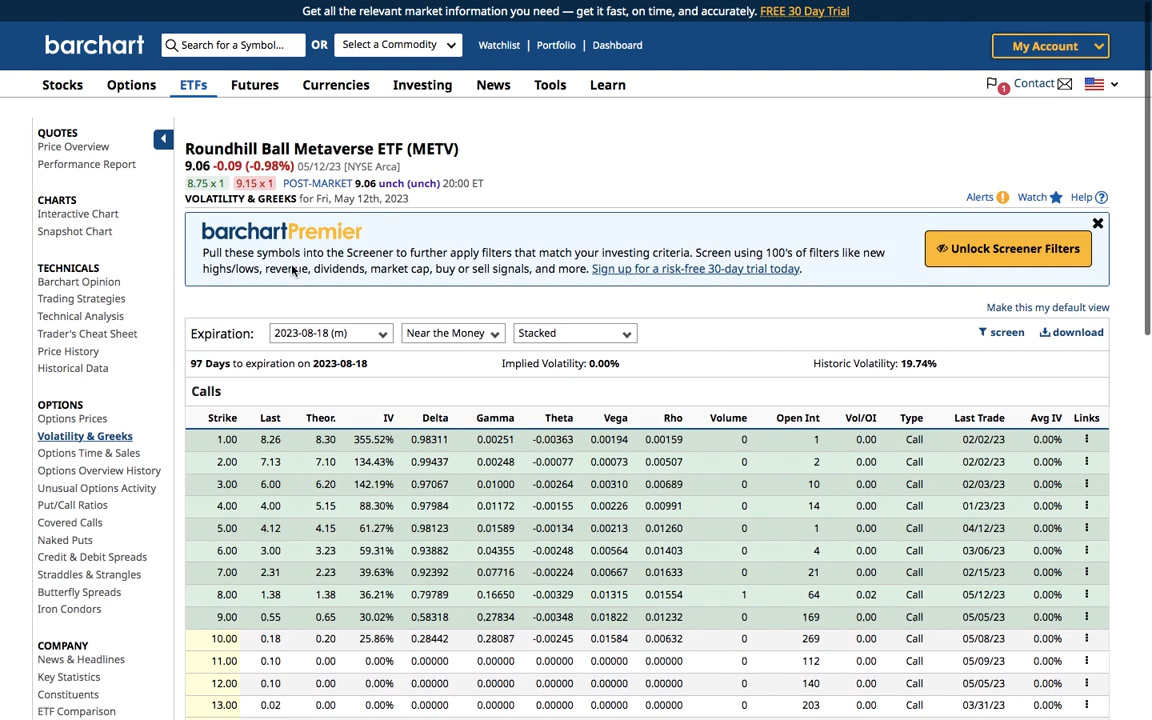 Get all the relevant market information you need — get it fast, on time, and accurately. FREE 30 Day Trial
barchart Search for a Symbol... OR Select a Commodity Watchlist | Portfolio | Dashboard My Account
Stocks Options ETFs Futures Currencies Investing News Tools Learn 1 Contact
QUOTES
Price Overview
Performance Report
CHARTS
Interactive Chart
Snapshot Chart
TECHNICALS
Barchart Opinion
Trading Strategies
Technical Analysis
Trader's Cheat Sheet
Price History
Historical Data
OPTIONS
Options Prices
Volatility & Greeks
Options Time & Sales
Options Overview History
Unusual Options Activity
Put/Call Ratios
Covered Calls
Naked Puts
Credit & Debit Spreads
Straddles & Strangles
Butterfly Spreads
Iron Condors
COMPANY
News & Headlines
Key Statistics
Constituents
ETF Comparison
Roundhill Ball Metaverse ETF (METV)
9.06 -0.09 (-0.98%) 05/12/23 [NYSE Arca]
8.75 x 1 9.15 x 1 POST-MARKET 9.06 unch (unch) 20:00 ET
VOLATILITY & GREEKS for Fri, May 12th, 2023
Alerts Watch Help
barchartPremier
Pull these symbols into the Screener to further apply filters that match your investing criteria. Screen using 100's of filters like new
highs/lows, revenue, dividends, market cap, buy or sell signals, and more. Sign up for a risk-free 30-day trial today.
Unlock Screener Filters
Make this my default view
Expiration: 2023-08-18 (m) Near the Money Stacked screen download
97 Days to expiration on 2023-08-18 Implied Volatility: 0.00% Historic Volatility: 19.74%
Calls
Strike Last Theor. IV Delta Gamma Theta Vega Rho Volume Open Int Vol/OI Type Last Trade Avg IV Links
1.00 8.26 8.30 355.52% 0.98311 0.00251 -0.00363 0.00194 0.00159 0 1 0.00 Call 02/02/23 0.00%
2.00 7.13 7.10 134.43% 0.99437 0.00248 -0.00077 0.00073 0.00507 0 2 0.00 Call 02/02/23 0.00%
3.00 6.00 6.20 142.19% 0.97067 0.01000 -0.00264 0.00310 0.00689 0 10 0.00 Call 02/03/23 0.00%
4.00 4.00 5.15 88.30% 0.97984 0.01172 -0.00155 0.00226 0.00991 0 14 0.00 Call 01/23/23 0.00%
5.00 4.12 4.15 61.27% 0.98123 0.01589 -0.00134 0.00213 0.01260 0 1 0.00 Call 04/12/23 0.00%
6.00 3.00 3.23 59.31% 0.93882 0.04355 -0.00248 0.00564 0.01403 0 4 0.00 Call 03/06/23 0.00%
7.00 2.31 2.23 39.63% 0.92392 0.07716 -0.00224 0.00667 0.01633 0 21 0.00 Call 02/15/23 0.00%
8.00 1.38 1.38 36.21% 0.79789 0.16650 -0.00329 0.01315 0.01554 1 64 0.02 Call 05/12/23 0.00%
9.00 0.55 0.65 30.02% 0.58318 0.27834 -0.00348 0.01822 0.01232 0 169 0.00 Call 05/05/23 0.00%
10.00 0.18 0.20 25.86% 0.28442 0.28087 -0.00245 0.01584 0.00632 0 269 0.00 Call 05/08/23 0.00%
11.00 0.10 0.00 0.00% 0.00000 0.00000 0.00000 0.00000 0.00000 0 112 0.00 Call 05/09/23 0.00%
12.00 0.10 0.00 0.00% 0.00000 0.00000 0.00000 0.00000 0.00000 0 140 0.00 Call 05/05/23 0.00%
13.00 0.02 0.00 0.00% 0.00000 0.00000 0.00000 0.00000 0.00000 0 203 0.00 Call 03/31/23 0.00%